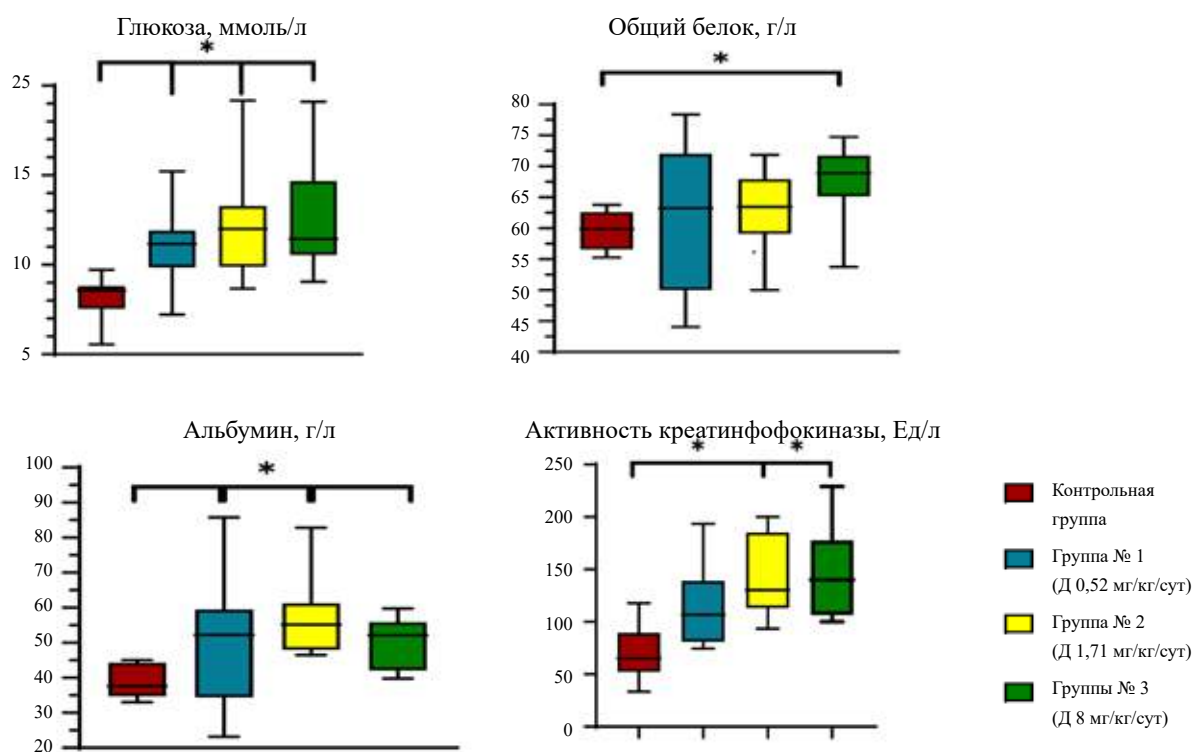 Глюкоза, ммоль/л
*
25
15
10
5
Общий белок, г/л
*
80
75
70
65
60
55
50
45
40
Альбумин, г/л
*
100
90
80
70
60
50
40
30
20
Активность креатинфофокиназы, Ед/л
* *
250
200
150
100
50
0
Контрольная
группа
Группа № 1
(Д 0,52 мг/кг/сут)
Группа № 2
(Д 1,71 мг/кг/сут)
Группы № 3
(Д 8 мг/кг/сут)